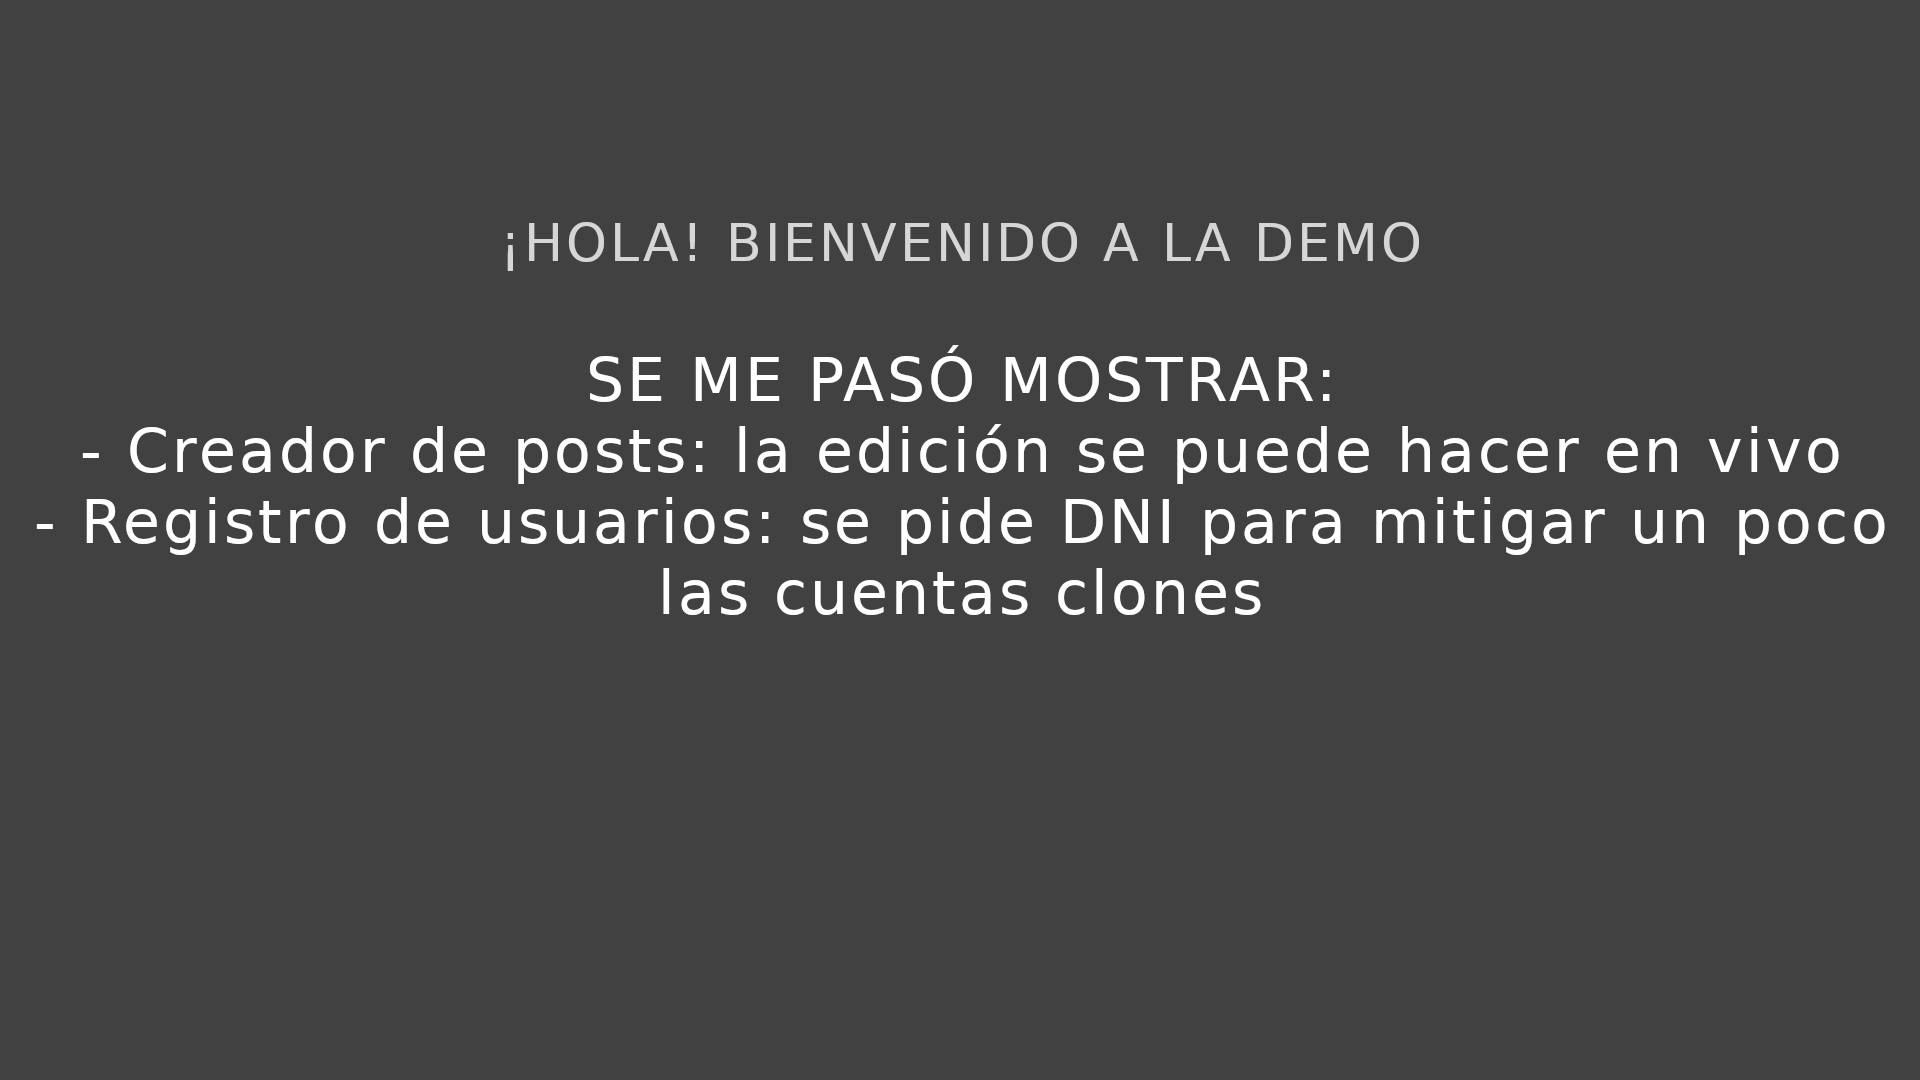 ¡HOLA! BIENVENIDO A LA DEMO
SE ME PASÓ MOSTRAR:
- Creador de posts: la edición se puede hacer en vivo
- Registro de usuarios: se pide DNI para mitigar un poco
las cuentas clones